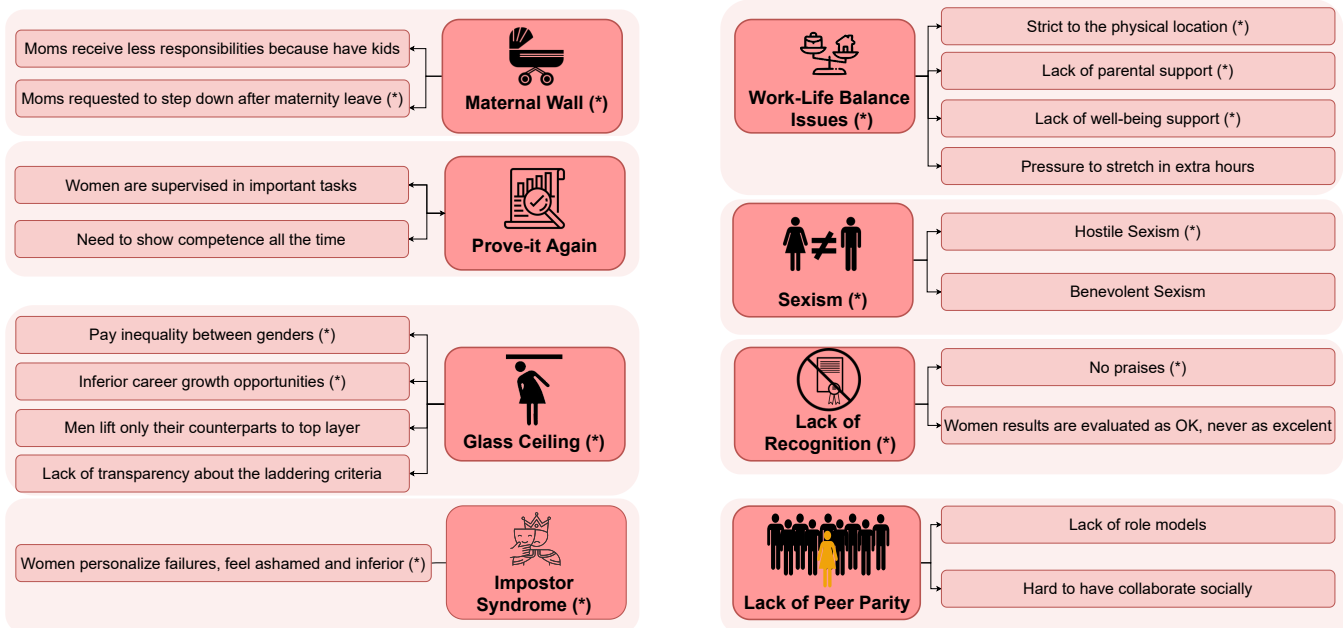 Moms receive less responsibilities because have kids
Moms requested to step down after maternity leave (*)
Maternal Wall (*)
Women are supervised in important tasks
Need to show competence all the time
Prove-it Again
Pay inequality between genders (*)
Inferior career growth opportunities (*)
Men lift only their counterparts to top layer
Lack of transparency about the laddering criteria
Glass Ceiling (*)
Women personalize failures, feel ashamed and inferior (*)
Impostor
Syndrome (*)
Work-Life Balance
Issues (*)
Strict to the physical location (*)
Lack of parental support (*)
Lack of well-being support (*)
Pressure to stretch in extra hours
Sexism (*)
Hostile Sexism (*)
Benevolent Sexism
Lack of
Recognition (*)
No praises (*)
Women results are evaluated as OK, never as excelent
Lack of Peer Parity
Lack of role models
Hard to have collaborate socially